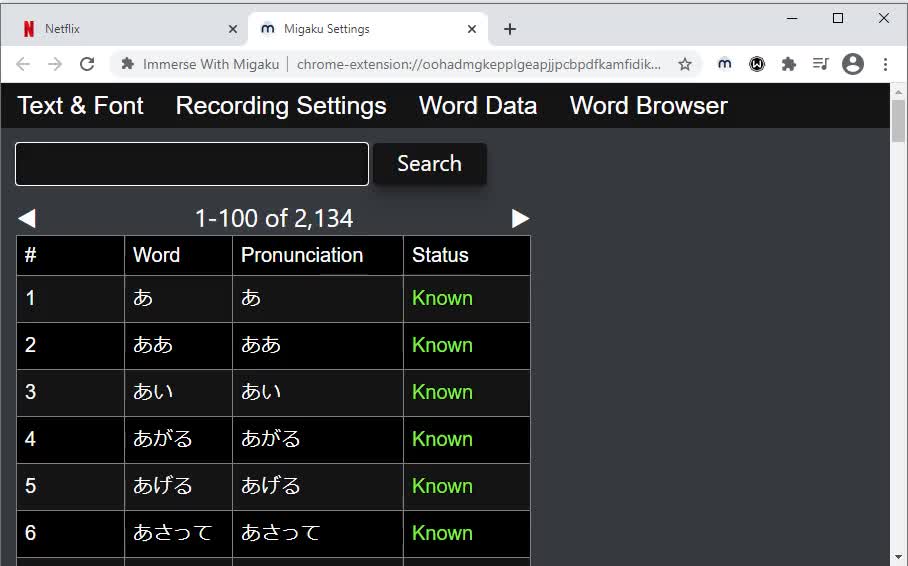 Netflix
Migaku Settings
Immerse With Migaku
chrome-extension://oohadmgkepplgeapjjpcbpdfkamfidik...
Text & Font Recording Settings Word Data Word Browser
Search
1-100 of 2,134
# Word Pronunciation Status
1 あ あ Known
2 ああ ああ Known
3 あい あい Known
4 あがる あがる Known
5 あげる あげる Known
6 あさって あさって Known